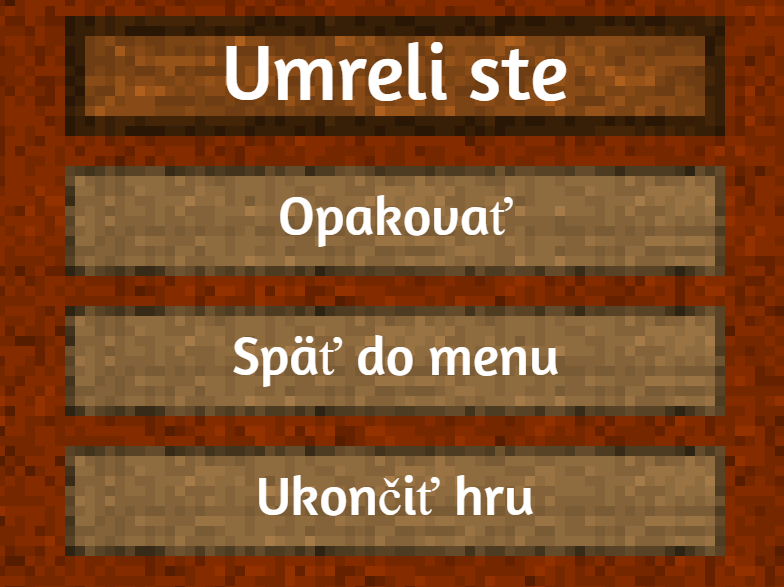 Umreli ste
Opakovať
Späť do menu
Ukončiť hru